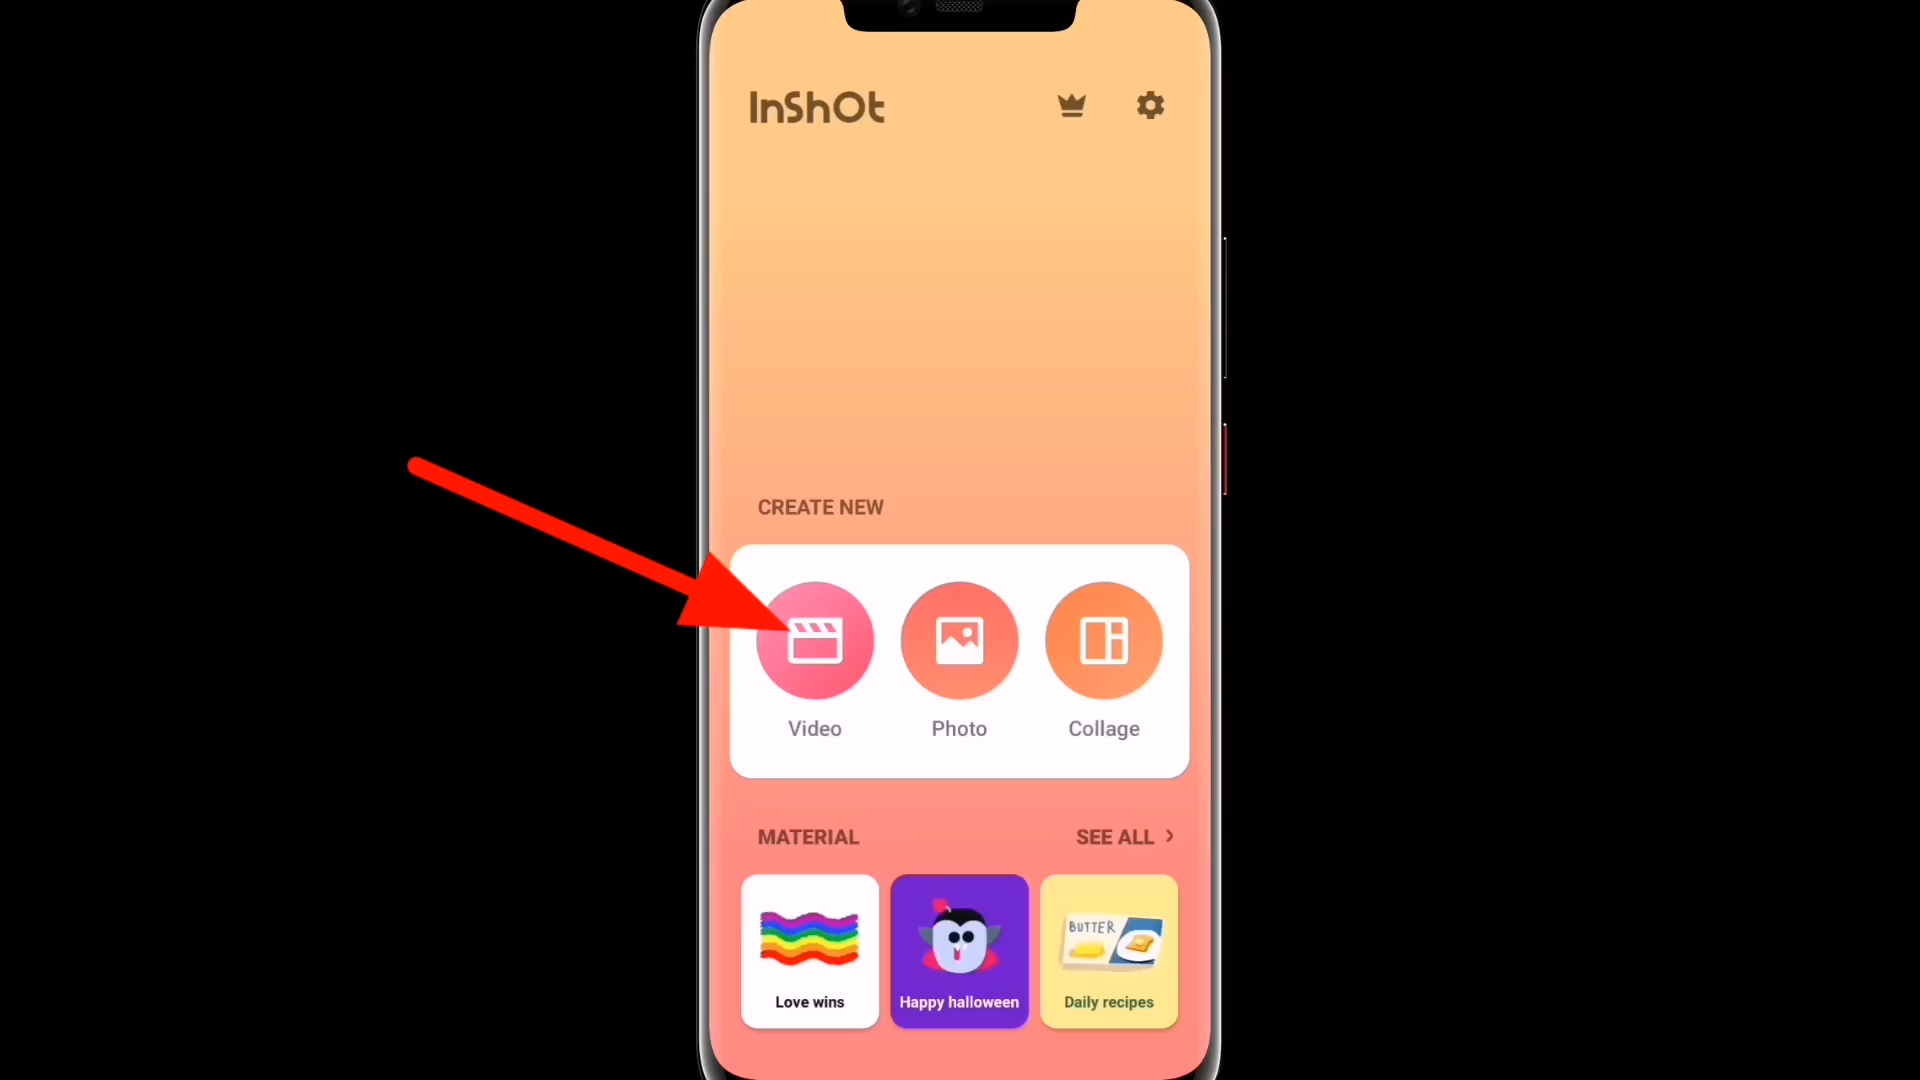 InShOt
CREATE NEW
Video Photo Collage
MATERIAL SEE ALL
BUTTER
Love wins Happy halloween Daily recipes